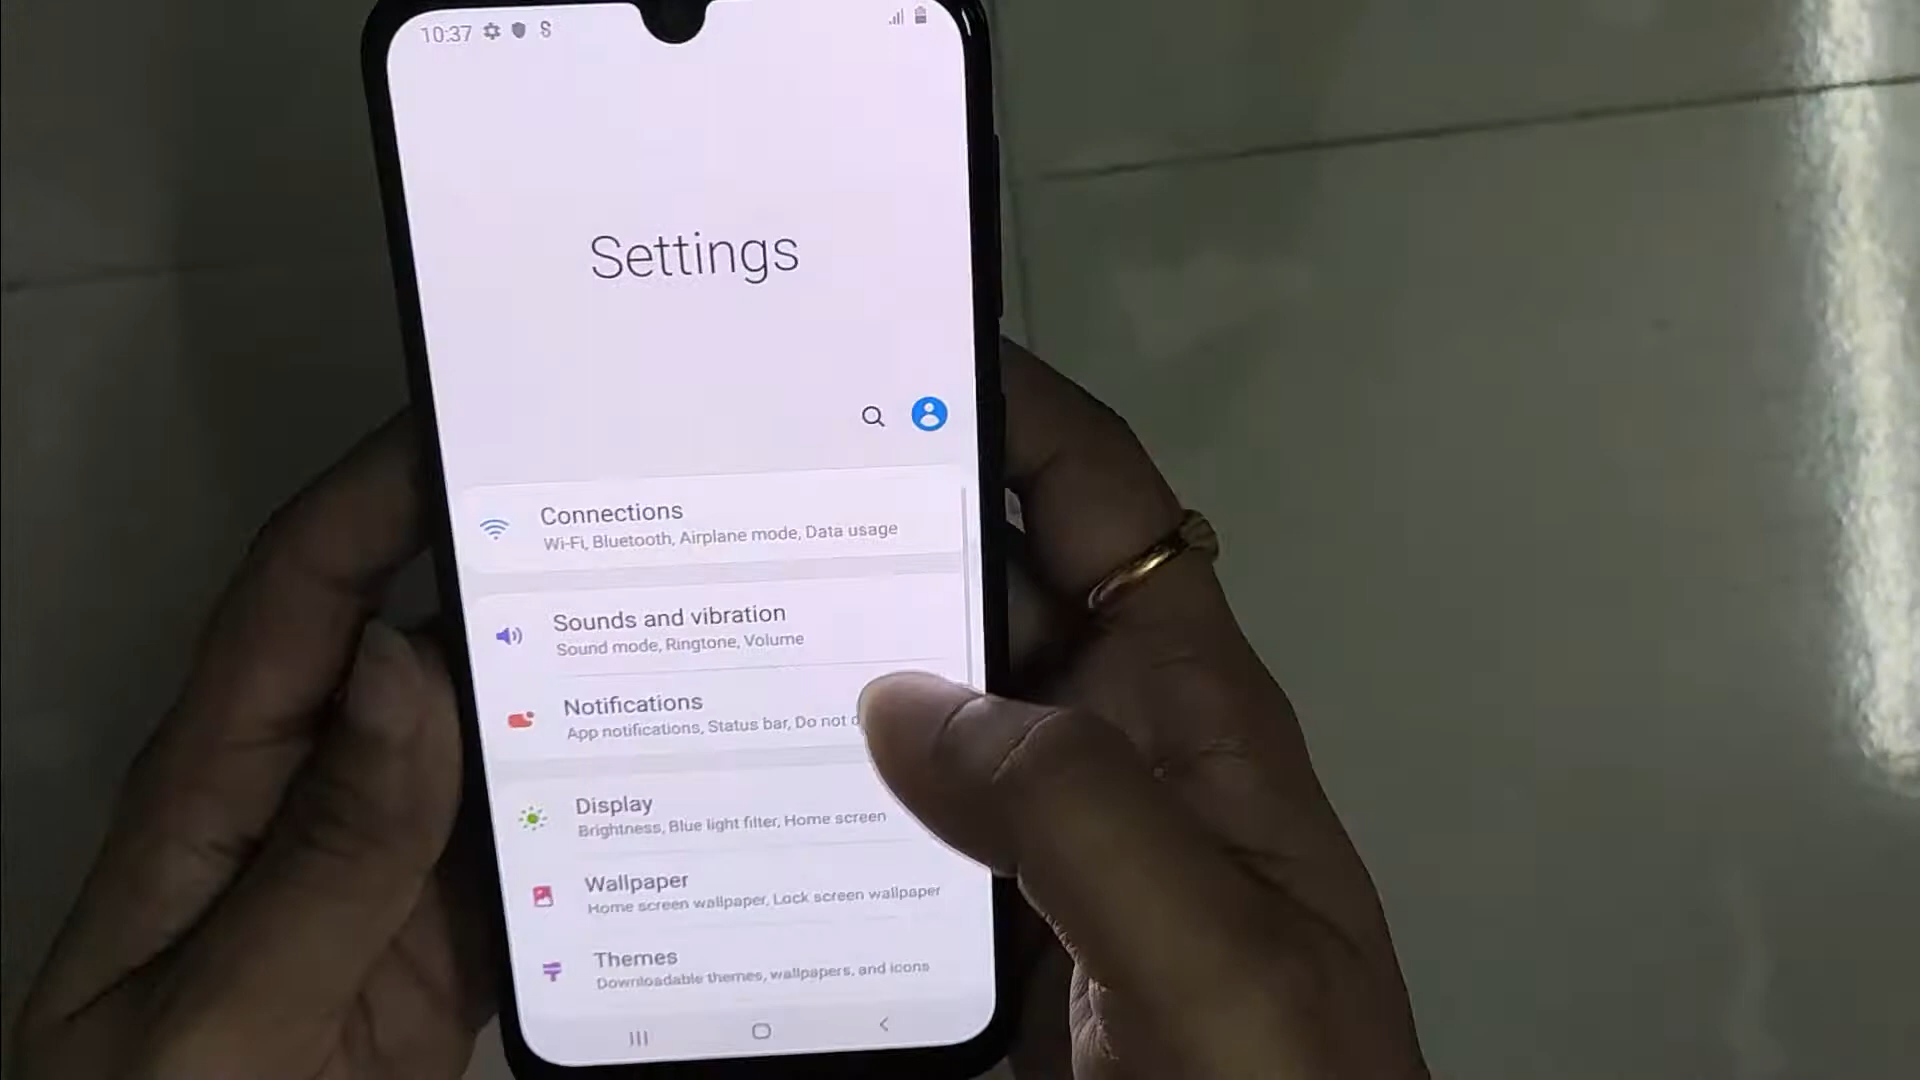 10:37
Settings
Connections
Wi-Fi, Bluetooth, Airplane mode, Data usage
Sounds and vibration
Sound mode, Ringtone, Volume
Notifications
App notifications, Status bar, Do not
Display
Brightness, Blue light filter, Home screen
Wallpaper
Home screen wallpaper, Lock screen wallpaper
Themes
Downloadable themes, wallpapers, and icons